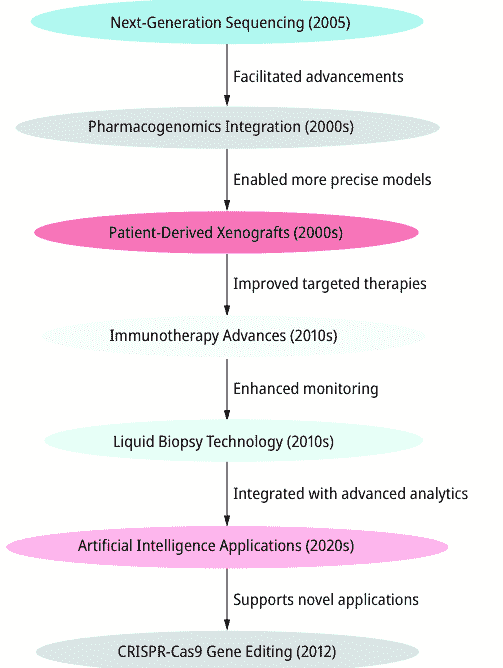 Next-Generation Sequencing (2005)
Facilitated advancements
Pharmacogenomics Integration (2000s)
Enabled more precise models
Patient-Derived Xenografts (2000s)
Improved targeted therapies
Immunotherapy Advances (2010s)
Enhanced monitoring
Liquid Biopsy Technology (2010s)
Integrated with advanced analytics
Artificial Intelligence Applications (2020s)
Supports novel applications
CRISPR-Cas9 Gene Editing (2012)